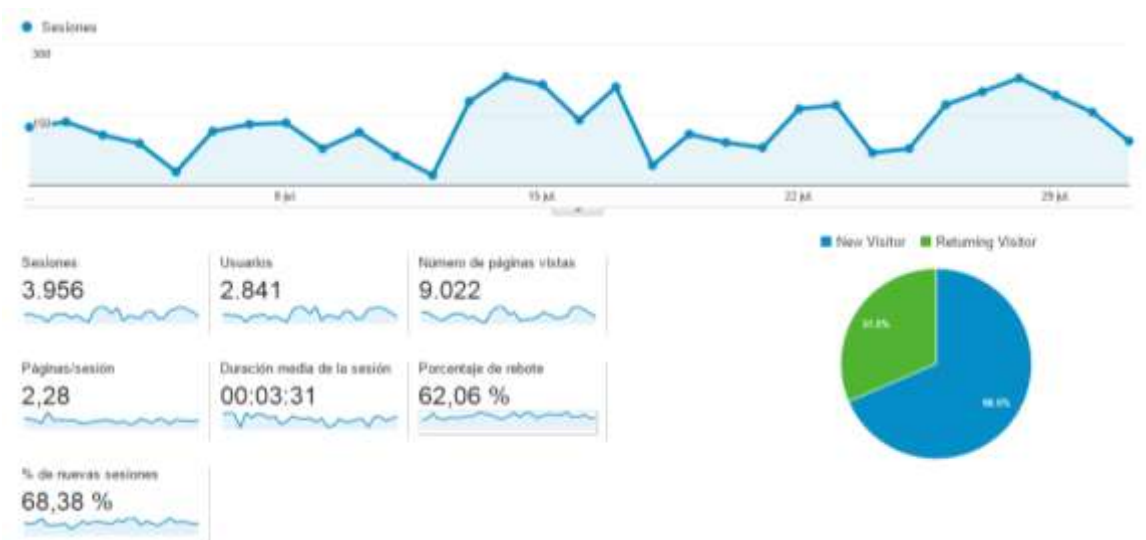 Sesiones
300
150
...
8 jul
15 jul
22 jul
29 jul
New Visitor Returning Visitor
Sesiones
3.956
Usuarios
2.841
Número de páginas vistas
9.022
Páginas/sesión
2,28
Duración media de la sesión
00:03:31
Porcentaje de rebote
62,06 %
% de nuevas sesiones
68,38 %